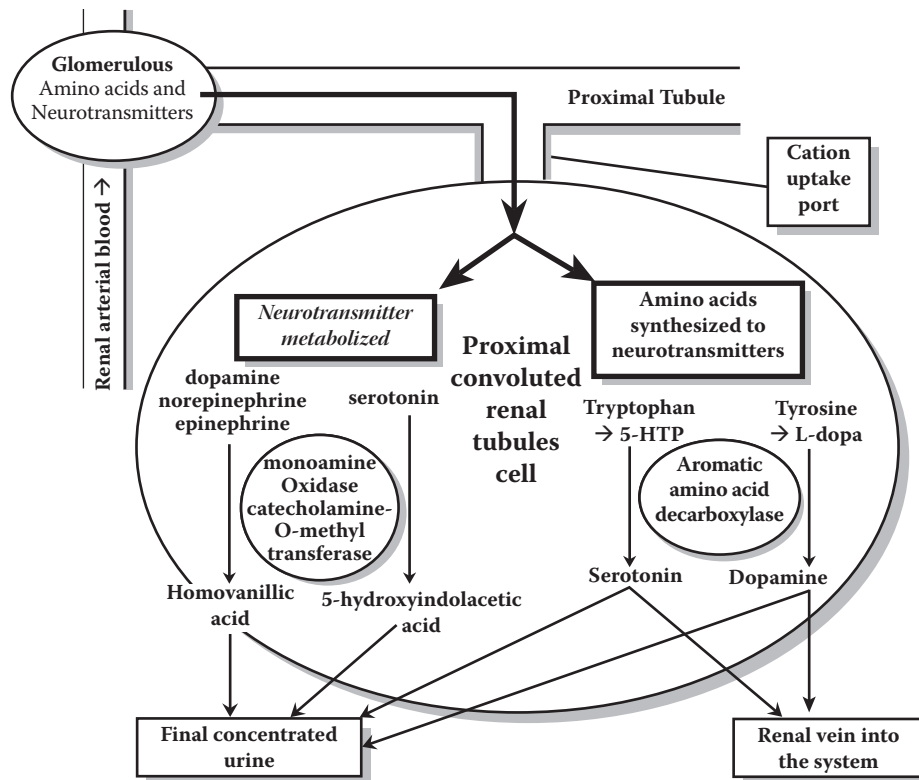 Glomerulous
Amino acids and
Neurotransmitters
Proximal Tubule
Cation
uptake
port
Renal arterial blood →
Neurotransmitter
metabolized
Amino acids
synthesized to
neurotransmitters
Proximal
convoluted
renal
tubules
cell
dopamine
norepinephrine
epinephrine
serotonin
Tryptophan
→ 5-HTP
Tyrosine
→ L-dopa
monoamine
Oxidase
catecholamine-
O-methyl
transferase
Aromatic
amino acid
decarboxylase
Homovanillic
acid
5-hydroxyindolacetic
acid
Serotonin
Dopamine
Final concentrated
urine
Renal vein into
the system